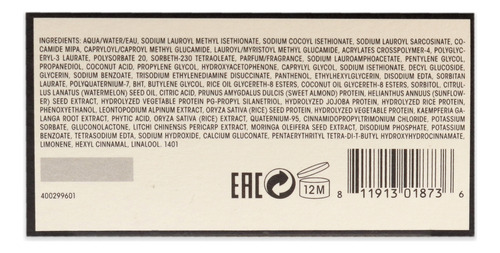 INGREDIENTS: AQUA/WATER/EAU, SODIUM LAUROYL METHYL ISETHIONATE, SODIUM COCOYL ISETHIONATE, SODIUM LAUROYL SARCOSINATE, CO-
CAMIDE MIPA, CAPRYLOYL/CAPROYL METHYL GLUCAMIDE, LAUROYL/MYRISTOYL METHYL GLUCAMIDE, ACRYLATES CROSSPOLYMER-4, POLYGLYC-
ERYL-3 LAURATE, POLYSORBATE 20, SORBETH-230 TETRAOLEATE, PARFUM/FRAGRANCE, SODIUM LAUROAMPHOACETATE, PENTYLENE GLYCOL,
PROPANEDIOL, COCONUT ACID, PROPYLENE GLYCOL, HYDROXYACETOPHENONE, CAPRYLYL GLYCOL, SODIUM ISETHIONATE, DECYL GLUCOSIDE,
GLYCERIN, SODIUM BENZOATE, TRISODIUM ETHYLENEDIAMINE DISUCCINATE, PANTHENOL, ETHYLHEXYLGLYCERIN, DISODIUM EDTA, SORBITAN
LAURATE, POLYQUATERNIUM-7, BHT, BUTYLENE GLYCOL, RICE OIL GLYCERETH-8 ESTERS, COCONUT OIL GLYCERETH-8 ESTERS, SORBITOL, CITRUL-
LUS LANATUS (WATERMELON) SEED OIL, CITRIC ACID, PRUNUS AMYGDALUS DULCIS (SWEET ALMOND) PROTEIN, HELIANTHUS ANNUUS (SUNFLOW-
ER) SEED EXTRACT, HYDROLYZED VEGETABLE PROTEIN PG-PROPYL SILANETRIOL, HYDROLYZED JOJOBA PROTEIN, HYDROLYZED RICE PROTEIN,
PHENOXYETHANOL, LEONTOPODIUM ALPINUM EXTRACT, ORYZA SATIVA (RICE) PROTEIN, HYDROLYZED WHEAT PROTEIN, KAEMPFERIA GA-
LANGA ROOT EXTRACT, PHYTIC ACID, ORYZA SATIVA (RICE) EXTRACT, QUATERNIUM-95, CINNAMIDOPROPYLTRIMONIUM CHLORIDE, POTASSIUM
SORBATE, GLUCONOLACTONE, LITCHI CHINENSIS PERICARP EXTRACT, MORINGA OLEIFERA SEED EXTRACT, DISODIUM PHOSPHATE, POTASSIUM
BENZOATE, TETRASODIUM EDTA, SODIUM HYDROXIDE, CALCIUM GLUCONATE, PENTAERYTHRITYL TETRA-DI-T-BUTYL HYDROXYHYDROCINNAMATE,
LIMONENE, HEXYL CINNAMAL, LINALOOL. 1401
400299601
EAC
12 M
8 11913 01873 6